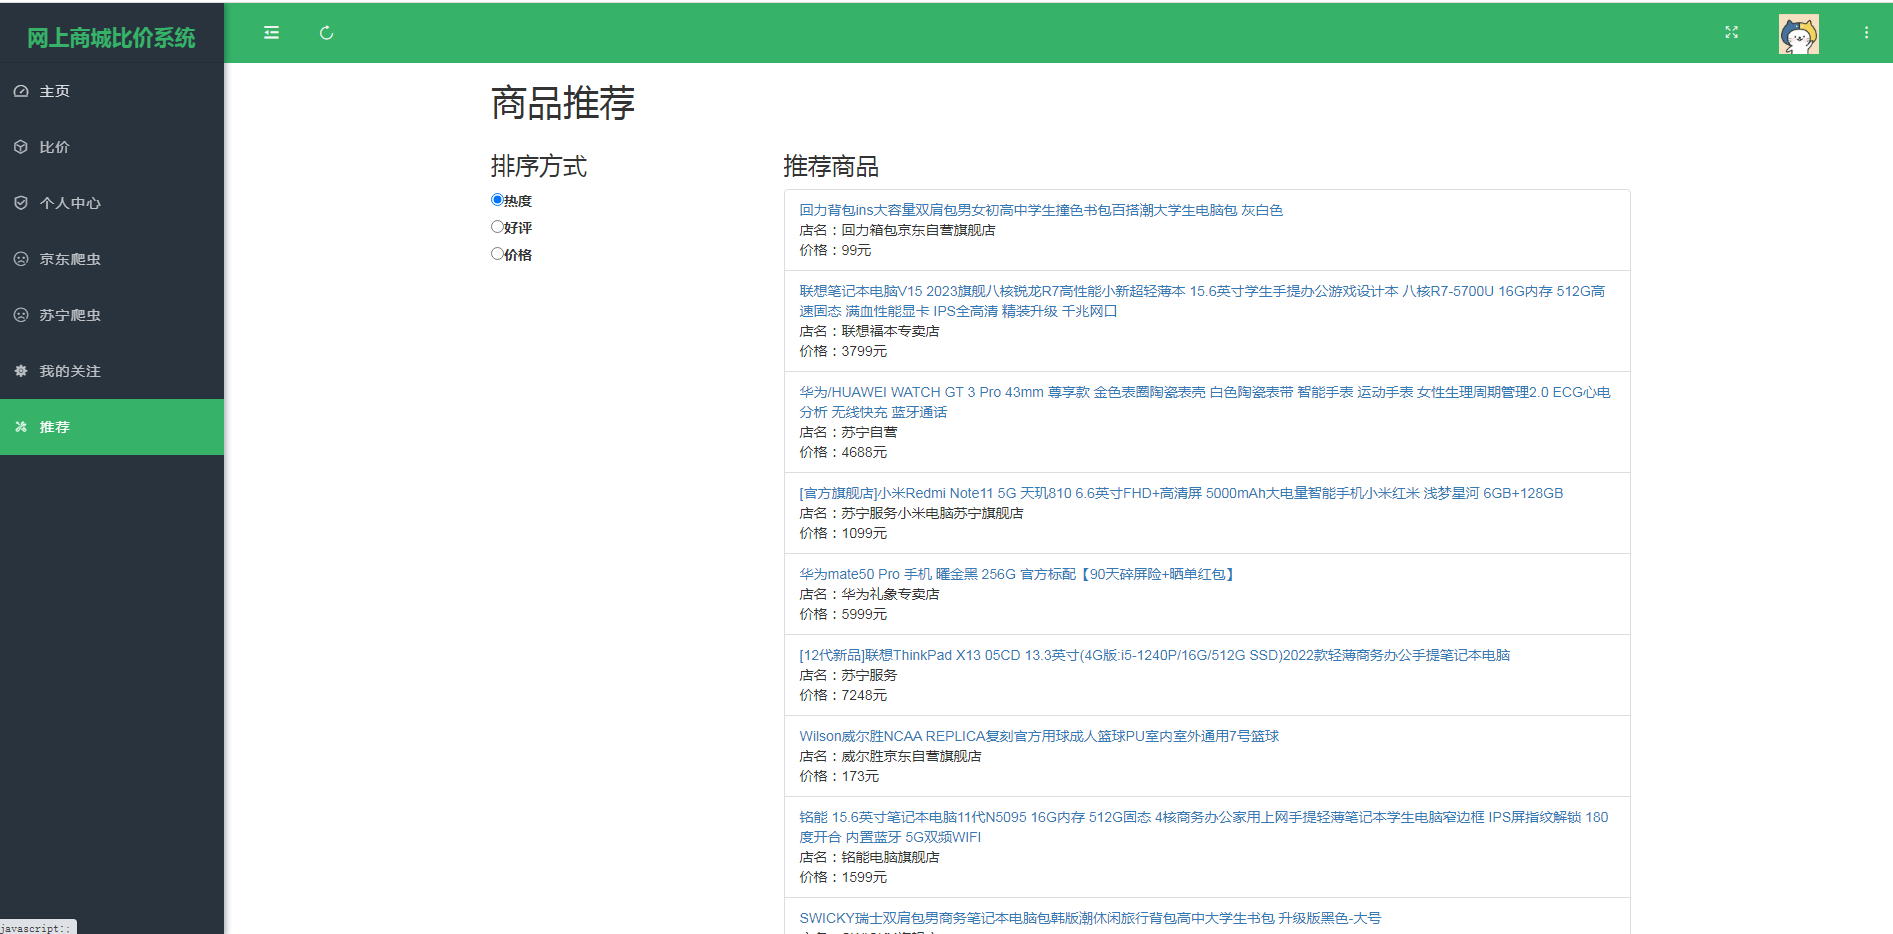 网上商城比价系统
主页
比价
个人中心
京东爬虫
苏宁爬虫
我的关注
推荐
商品推荐
排序方式
热度
好评
价格
推荐商品
回力背包ins大容量双肩包男女初高中学生撞色书包百搭潮大学生电脑包 灰白色
店名：回力箱包京东自营旗舰店
价格：99元
联想笔记本电脑V15 2023旗舰八核锐龙R7高性能小新超轻薄本 15.6英寸学生手提办公游戏设计本 八核R7-5700U 16G内存 512G高
速固态 满血性能显卡 IPS全高清 精装升级 千兆网口
店名：联想福本专卖店
价格：3799元
华为/HUAWEI WATCH GT 3 Pro 43mm 尊享款 金色表圈陶瓷表壳 白色陶瓷表带 智能手表 运动手表 女性生理周期管理2.0 ECG心电
分析 无线快充 蓝牙通话
店名：苏宁自营
价格：4688元
[官方旗舰店]小米Redmi Note11 5G 天玑810 6.6英寸FHD+高清屏 5000mAh大电量智能手机小米红米 浅梦星河 6GB+128GB
店名：苏宁服务小米电脑苏宁旗舰店
价格：1099元
华为mate50 Pro 手机 曜金黑 256G 官方标配【90天碎屏险+晒单红包】
店名：华为礼象专卖店
价格：5999元
[12代新品]联想ThinkPad X13 05CD 13.3英寸(4G版:i5-1240P/16G/512G SSD)2022款轻薄商务办公手提笔记本电脑
店名：苏宁服务
价格：7248元
Wilson威尔胜NCAA REPLICA复刻官方用球成人篮球PU室内室外通用7号篮球
店名：威尔胜京东自营旗舰店
价格：173元
铭能 15.6英寸笔记本电脑11代N5095 16G内存 512G固态 4核商务办公家用上网手提轻薄笔记本学生电脑窄边框 IPS屏指纹解锁 180
度开合 内置蓝牙 5G双频WIFI
店名：铭能电脑旗舰店
价格：1599元
SWICKY瑞士双肩包男商务笔记本电脑包韩版潮休闲旅行背包高中大学生书包 升级版黑色-大号
javascript:;